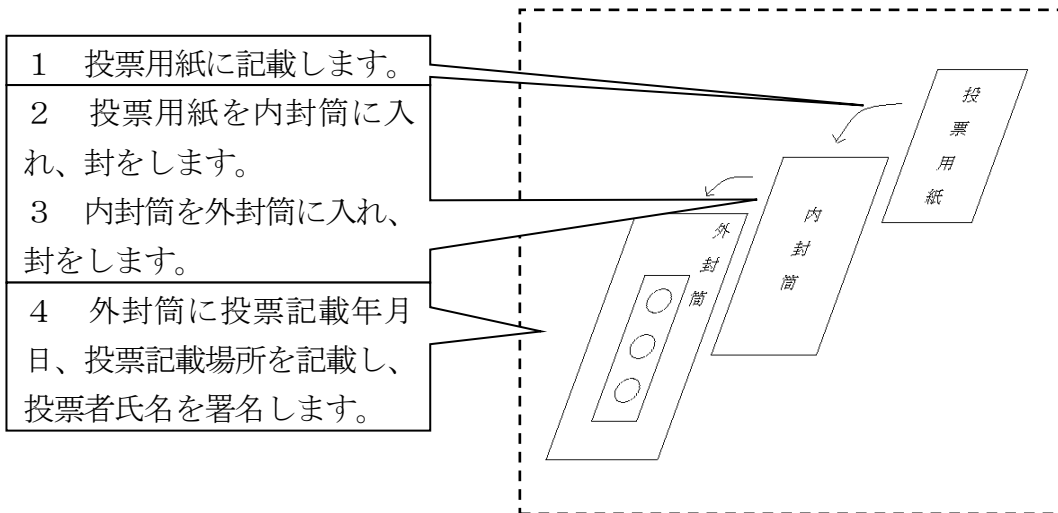 １　投票用紙に記載します。
２　投票用紙を内封筒に入
れ、封をします。
３　内封筒を外封筒に入れ、
封をします。
４　外封筒に投票記載年月
日、投票記載場所を記載し、
投票者氏名を署名します。
投票用紙
内封筒
外封筒